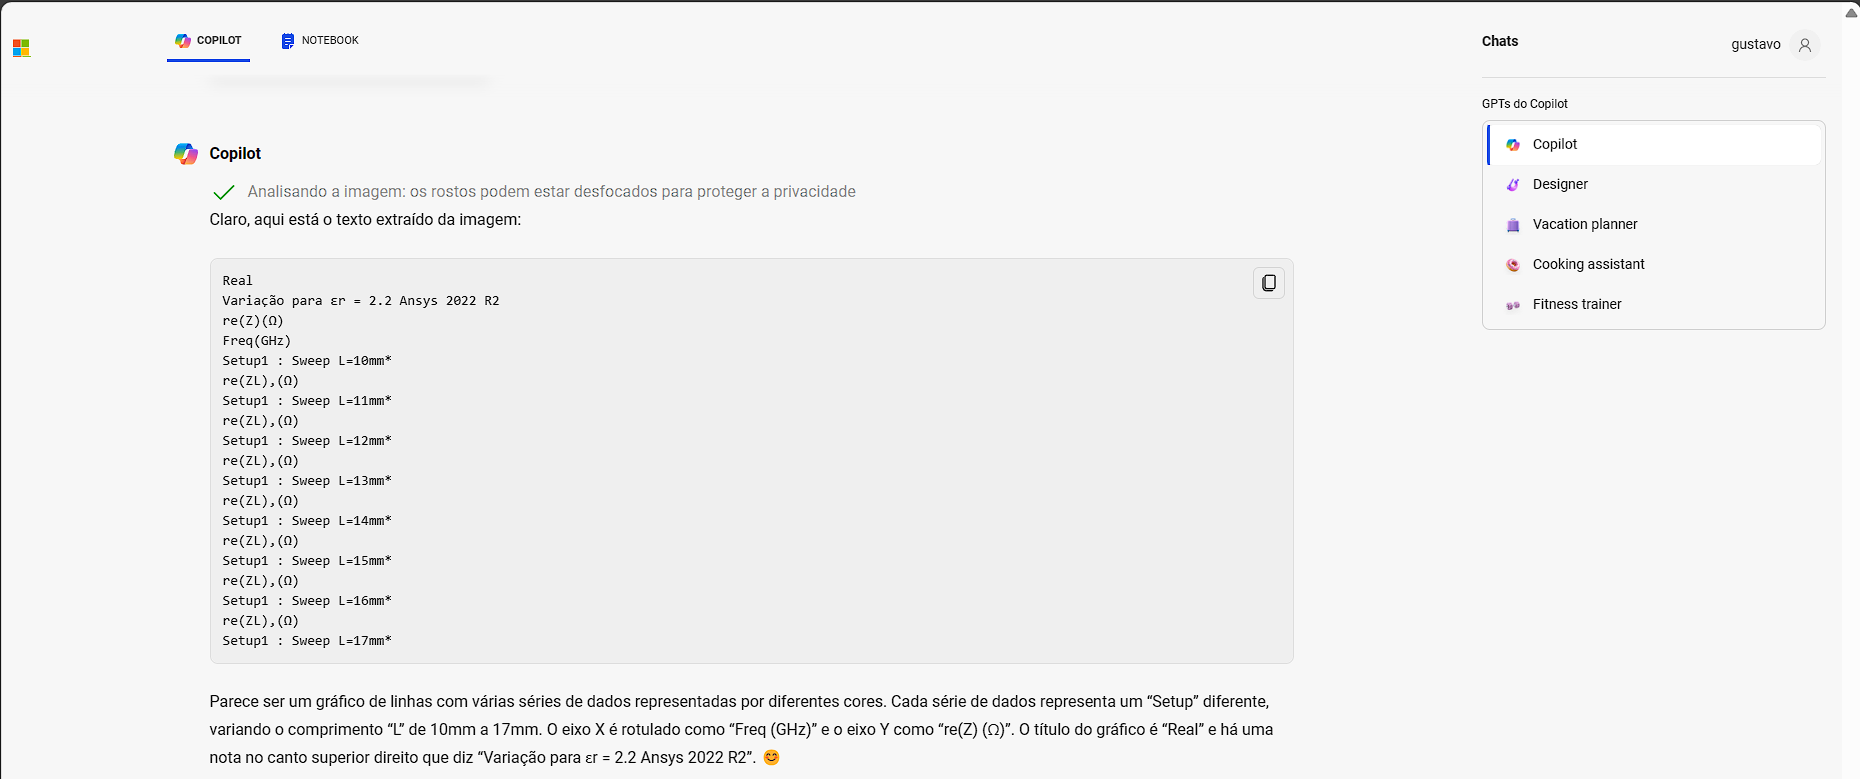 COPILOT
NOTEBOOK
Chats
gustavo
GPTs do Copilot
Copilot
Designer
Vacation planner
Cooking assistant
Fitness trainer
Copilot
Analisando a imagem: os rostos podem estar desfocados para proteger a privacidade
Claro, aqui está o texto extraído da imagem:
Real
Variação para εr = 2.2 Ansys 2022 R2
re(Z)(Ω)
Freq(GHz)
Setup1 : Sweep L=10mm*
re(ZL),(Ω)
Setup1 : Sweep L=11mm*
re(ZL),(Ω)
Setup1 : Sweep L=12mm*
re(ZL),(Ω)
Setup1 : Sweep L=13mm*
re(ZL),(Ω)
Setup1 : Sweep L=14mm*
re(ZL),(Ω)
Setup1 : Sweep L=15mm*
re(ZL),(Ω)
Setup1 : Sweep L=16mm*
re(ZL),(Ω)
Setup1 : Sweep L=17mm*
Parece ser um gráfico de linhas com várias séries de dados representadas por diferentes cores. Cada série de dados representa um “Setup” diferente,
variando o comprimento “L” de 10mm a 17mm. O eixo X é rotulado como “Freq (GHz)” e o eixo Y como “re(Z) (Ω)”. O título do gráfico é “Real” e há uma
nota no canto superior direito que diz “Variação para εr = 2.2 Ansys 2022 R2”. 😊